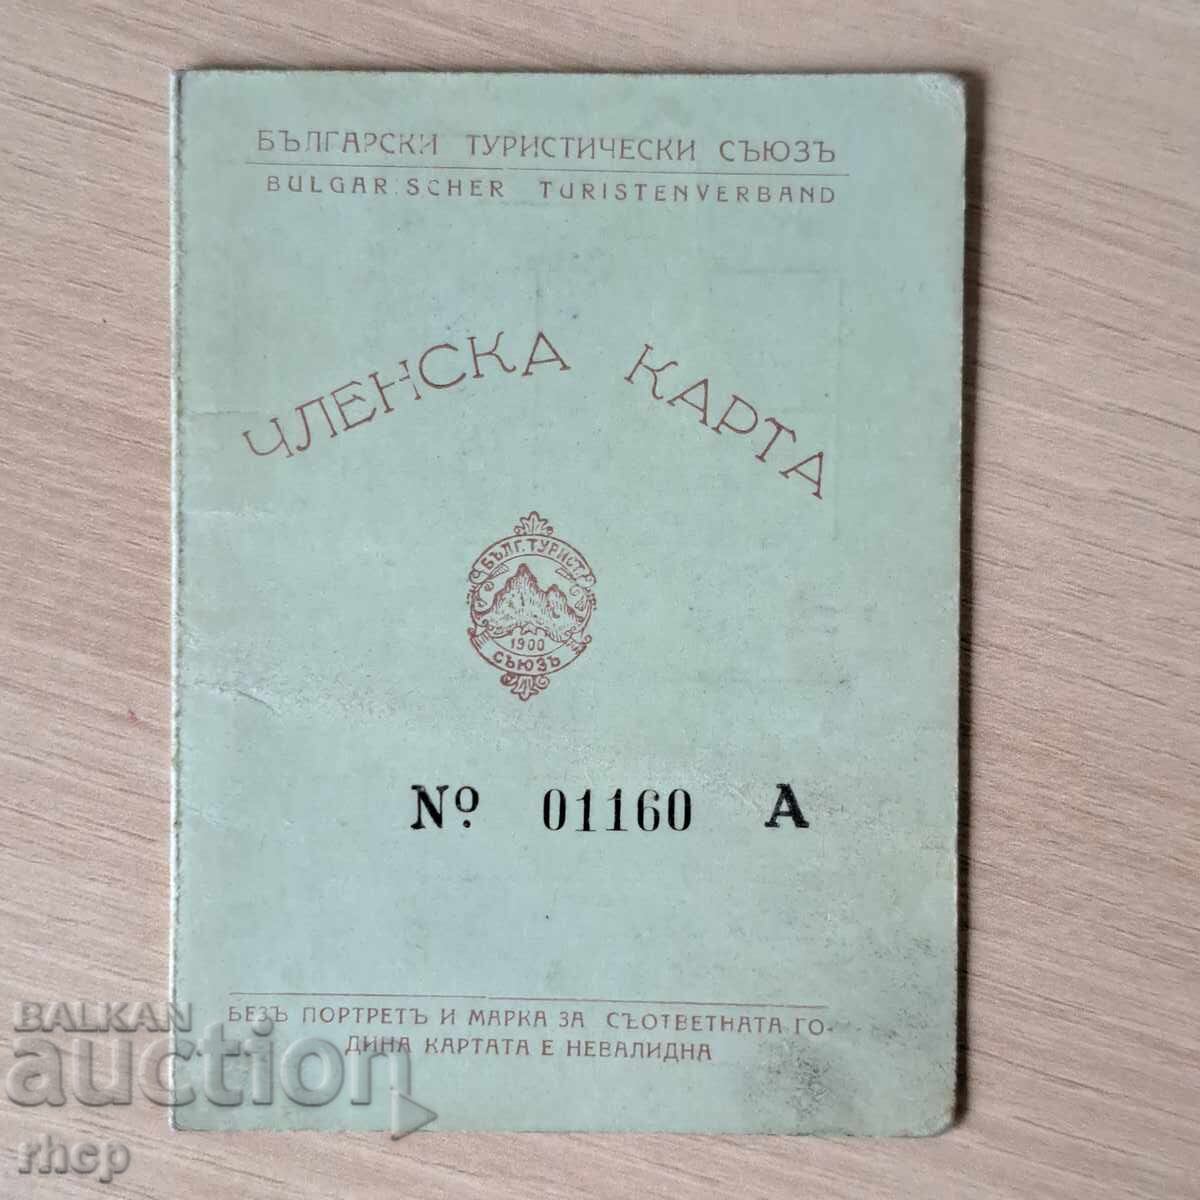 БЪЛГАРСКИ ТУРИСТИЧЕСКИ СЪЮЗЪ
BULGARISCHER TURISTENVERBAND
ЧЛЕНСКА КАРТА
БЪЛГ. ТУРИСТ.
1900
СЪЮЗЪ
№ 01160 А
БЕЗЪ ПОРТРЕТЪ И МАРКА ЗА СЪОТВЕТНАТА ГО-
ДИНА КАРТАТА Е НЕВАЛИДНА
BALKAN
auction
rhcp